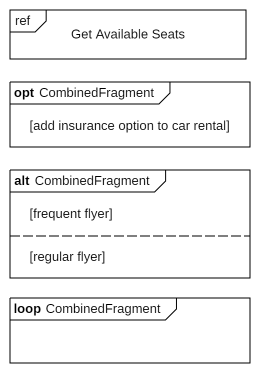 ref
Get Available Seats
opt CombinedFragment
[add insurance option to car rental]
alt CombinedFragment
[frequent flyer]
[regular flyer]
loop CombinedFragment